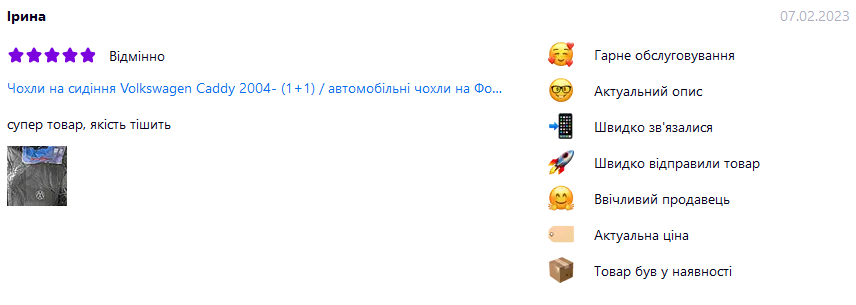 Ірина
07.02.2023
Відмінно
Чохли на сидіння Volkswagen Caddy 2004- (1+1) / автомобільні чохли на Фо...
супер товар, якість тішить
Гарне обслуговування
Актуальний опис
Швидко зв'язалися
Швидко відправили товар
Ввічливий продавець
Актуальна ціна
Товар був у наявності